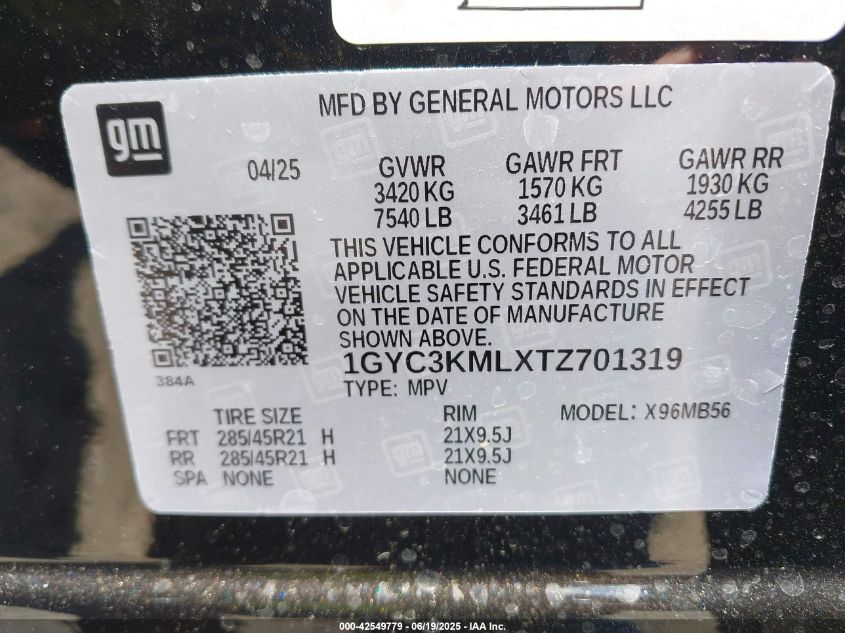 gm
MFD BY GENERAL MOTORS LLC
04/25 GVWR GAWR FRT GAWR RR
3420 KG 1570 KG 1930 KG
7540 LB 3461 LB 4255 LB
THIS VEHICLE CONFORMS TO ALL
APPLICABLE U.S. FEDERAL MOTOR
VEHICLE SAFETY STANDARDS IN EFFECT
ON THE DATE OF MANUFACTURE
SHOWN ABOVE.
1GYC3KMLXTZ701319
384A
TYPE: MPV
TIRE SIZE RIM MODEL: X96MB56
FRT 285/45R21 H 21X9.5J
RR 285/45R21 H 21X9.5J
SPA NONE NONE
000-42549779 - 06/19/2025 - IAA Inc.